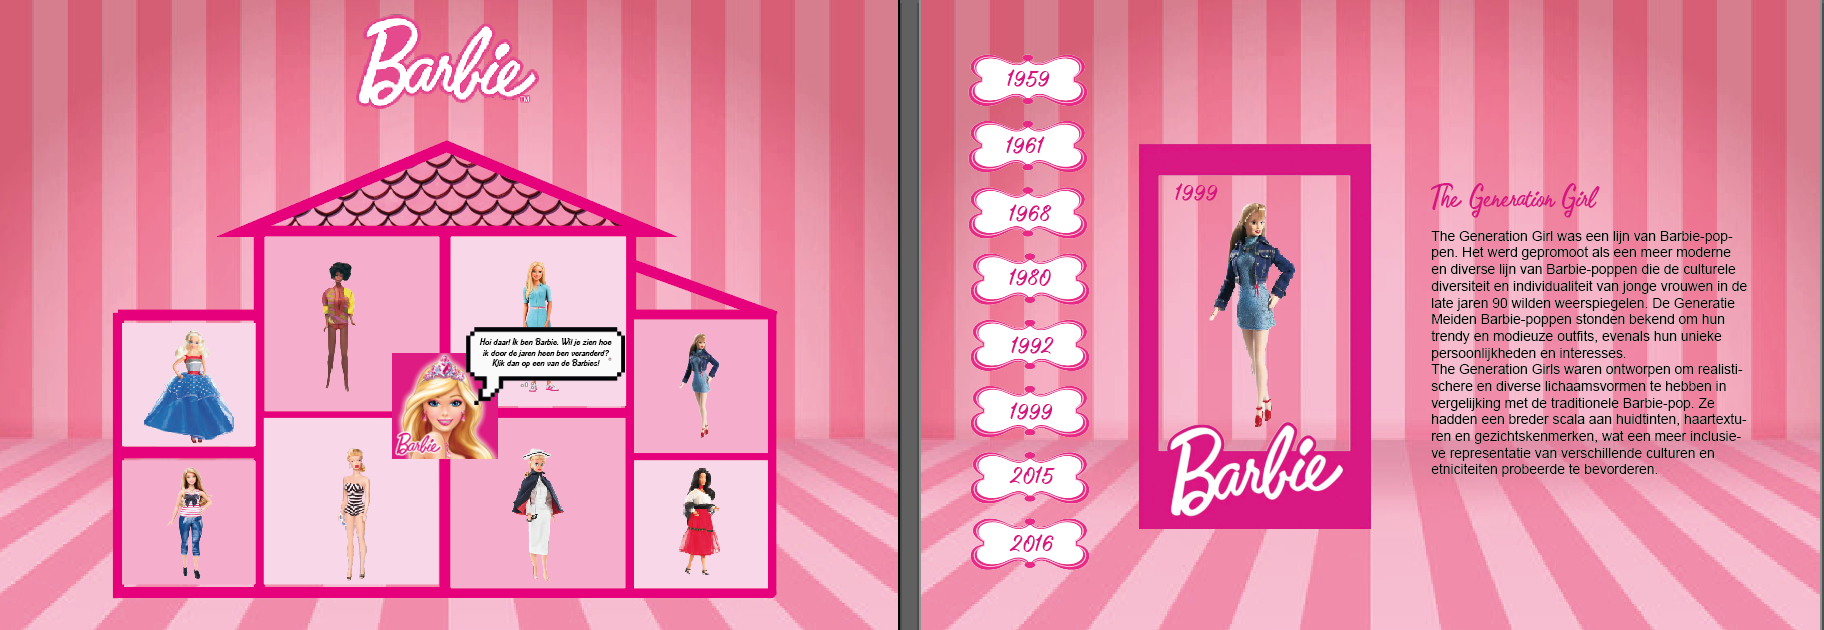 Barbie
TM
Hoi daar! Ik ben Barbie. Wil je zien hoe
ik door de jaren heen ben veranderd?
Klik dan op een van de Barbies!
Barbie
1959
1961
1968
1980
1992
1999
2015
2016
1999
Barbie
The Generation Girl
The Generation Girl was een lijn van Barbie-pop-
pen. Het werd gepromoot als een meer moderne
en diverse lijn van Barbie-poppen die de culturele
diversiteit en individualiteit van jonge vrouwen in de
late jaren 90 wilden weerspiegelen. De Generatie
Meiden Barbie-poppen stonden bekend om hun
trendy en modieuze outfits, evenals hun unieke
persoonlijkheden en interesses.
The Generation Girls waren ontworpen om realisti-
schere en diverse lichaamsvormen te hebben in
vergelijking met de traditionele Barbie-pop. Ze
hadden een breder scala aan huidtinten, haartextu-
ren en gezichtskenmerken, wat een meer inclusie-
ve representatie van verschillende culturen en
etniciteiten probeerde te bevorderen.